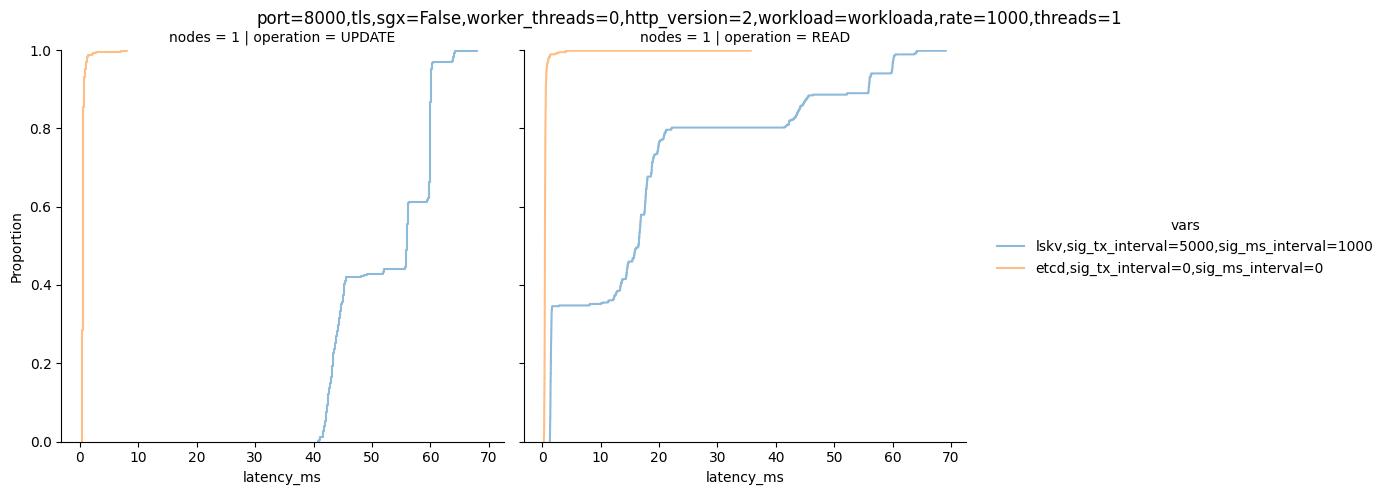 port=8000,tls,sgx=False,worker_threads=0,http_version=2,workload=workloada,rate=1000,threads=1
nodes = 1 | operation = UPDATE
nodes = 1 | operation = READ
1.0
0.8
0.6
0.4
0.2
0.0
Proportion
0 10 20 30 40 50 60 70
latency_ms
0 10 20 30 40 50 60 70
latency_ms
vars
lskv,sig_tx_interval=5000,sig_ms_interval=1000
etcd,sig_tx_interval=0,sig_ms_interval=0